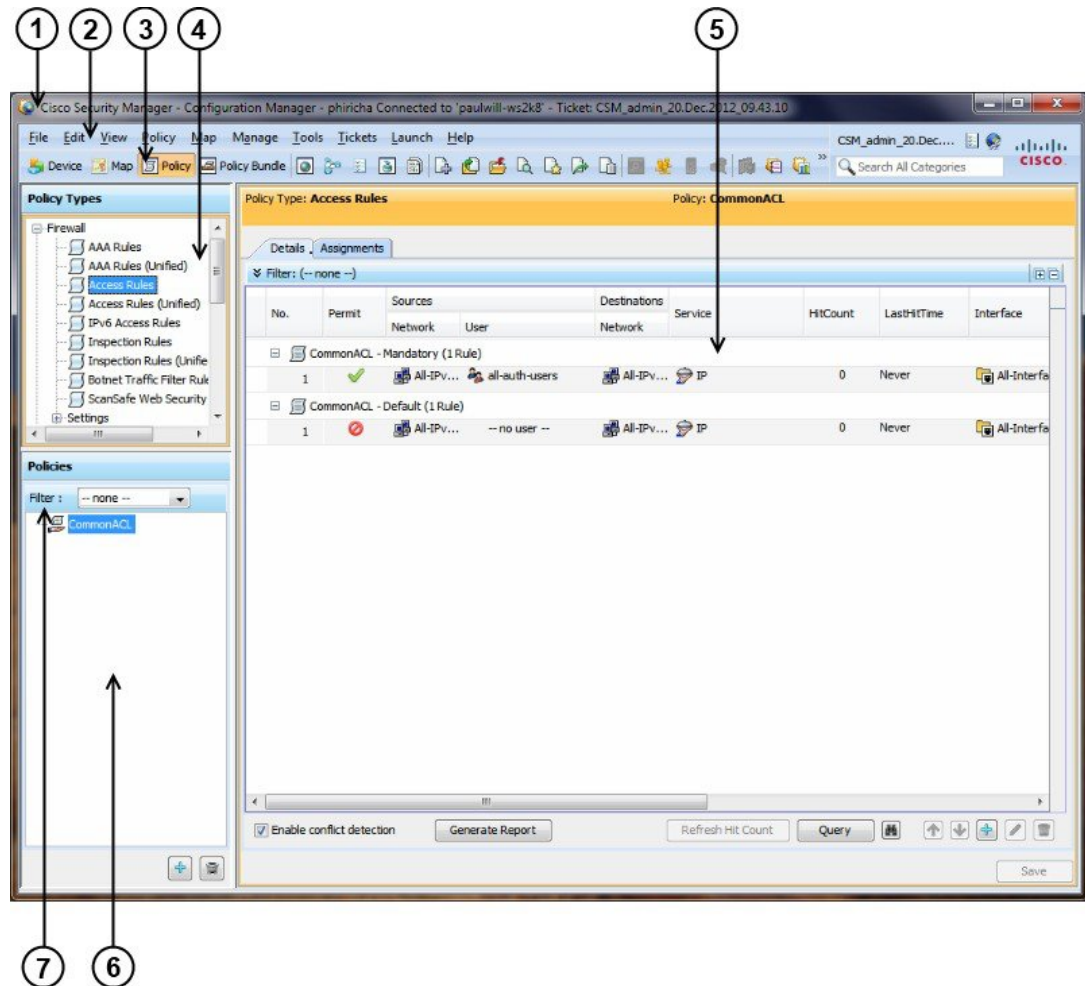 1 2 3 4 5
Cisco Security Manager - Configuration Manager - phiricha Connected to 'paulwill-ws2k8' - Ticket: CSM_admin_20.Dec.2012_09.43.10
File Edit View Policy Map Manage Tools Tickets Launch Help
CSM_admin_20.Dec....
Device Map Policy Policy Bundle
» Search All Categories
CISCO
Policy Types
Firewall
AAA Rules
AAA Rules (Unified)
Access Rules
Access Rules (Unified)
IPv6 Access Rules
Inspection Rules
Inspection Rules (Unifie
Botnet Traffic Filter Rule
ScanSafe Web Security
Settings
Policies
Filter : -- none --
CommonACL
Policy Type: Access Rules Policy: CommonACL
Details Assignments
Filter: (-- none --)
No. Permit Sources Destinations Service HitCount LastHitTime Interface
Network User Network
CommonACL - Mandatory (1 Rule)
1 All-IPv... all-auth-users All-IPv... IP 0 Never All-Interfa
CommonACL - Default (1 Rule)
1 All-IPv... -- no user -- All-IPv... IP 0 Never All-Interfa
Enable conflict detection Generate Report Refresh Hit Count Query
Save
7 6